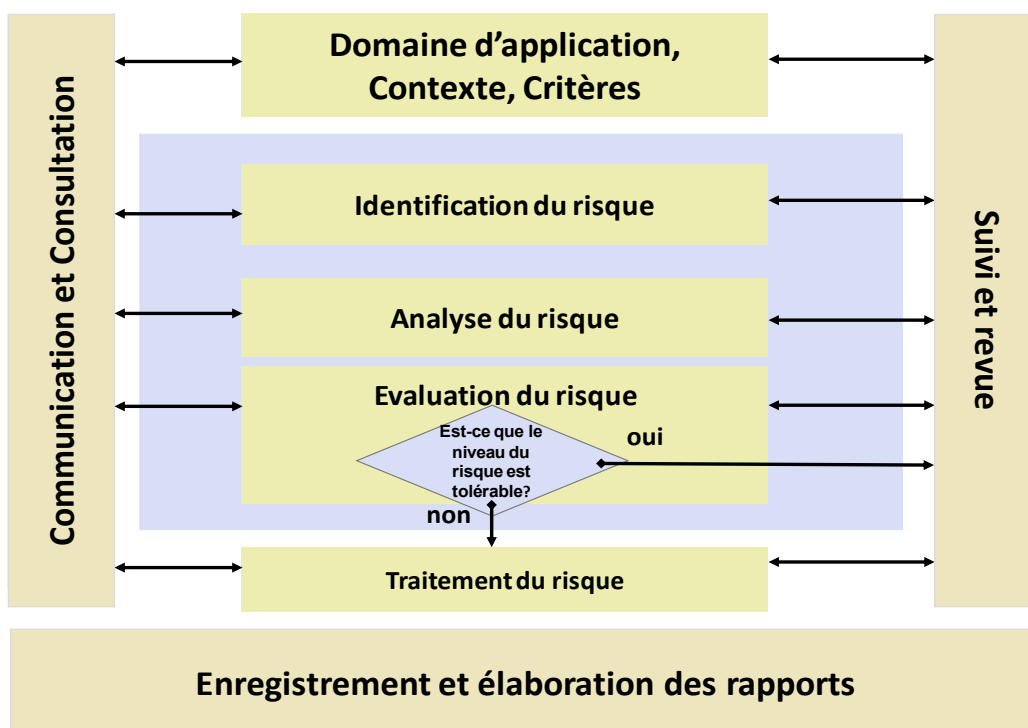 Domaine d'application,
Contexte, Critères
Communication et Consultation
Identification du risque
Suivi et revue
Analyse du risque
Evaluation du risque
Est-ce que le
niveau du
risque est
tolérable?
oui
non
Traitement du risque
Enregistrement et élaboration des rapports